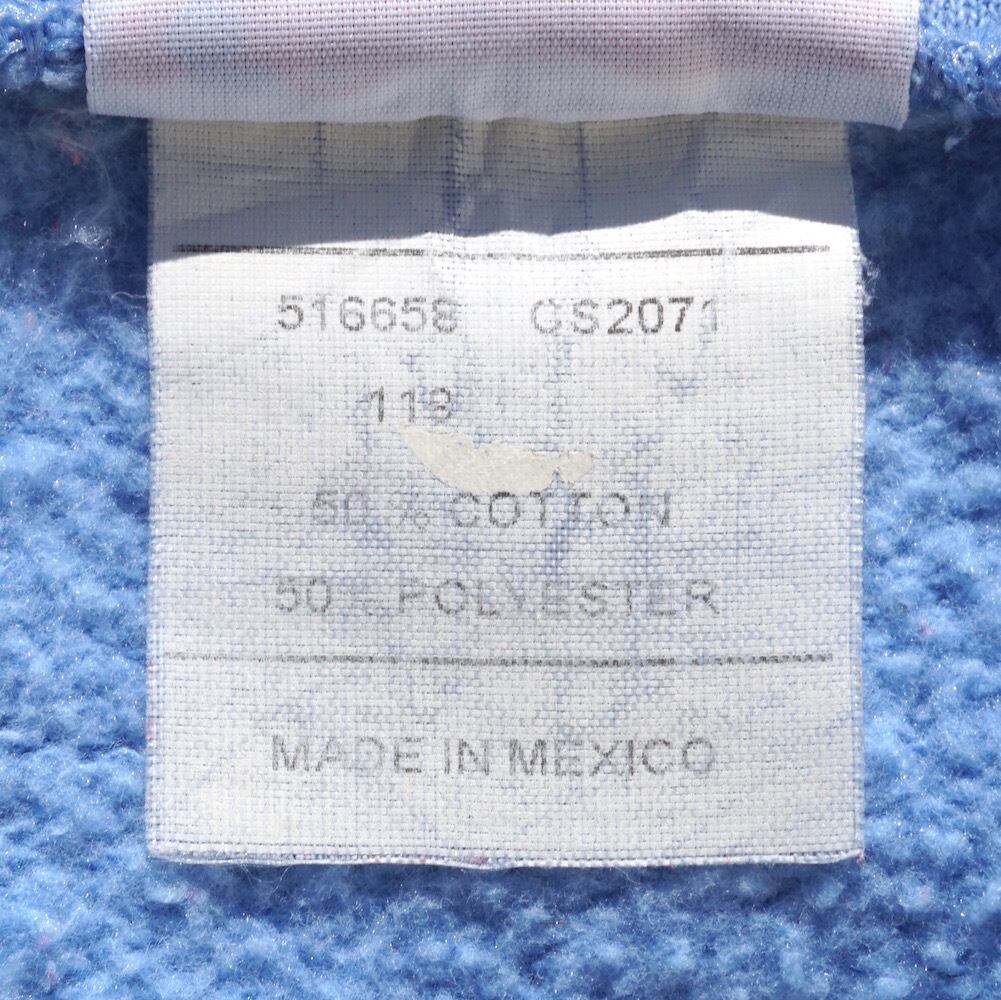 516658 CS2071
119
50 % COTTON
50 % POLYESTER
MADE IN MEXICO